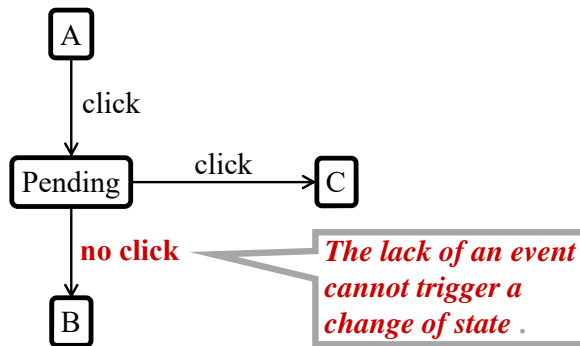 A
click
Pending
click
C
no click
The lack of an event
cannot trigger a
change of state .
B